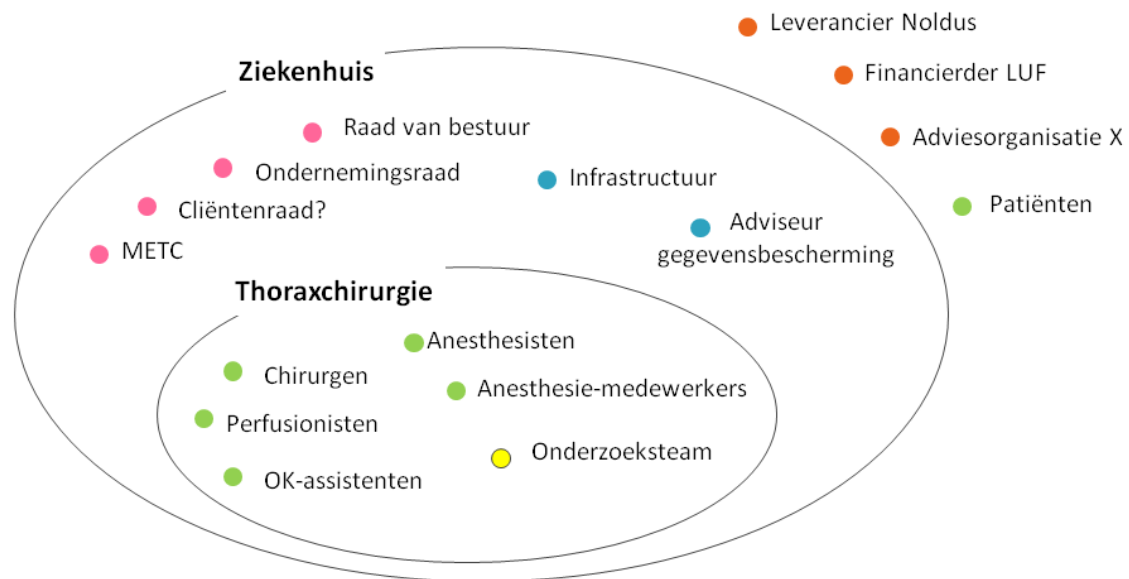 Leverancier Noldus
Ziekenhuis
Financierder LUF
Raad van bestuur
Adviesorganisatie X
Ondernemingsraad
Infrastructuur
Cliëntenraad?
Patiënten
METC
Adviseur
gegevensbescherming
Thoraxchirurgie
Anesthesisten
Chirurgen
Anesthesie-medewerkers
Perfusionisten
Onderzoeksteam
OK-assistenten